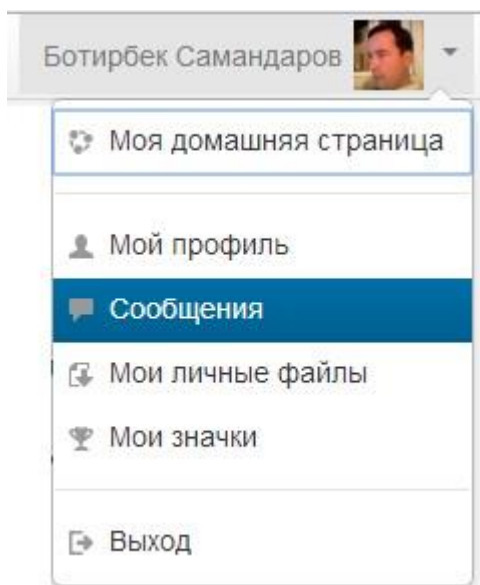 Ботирбек Самандаров
Моя домашняя страница
Мой профиль
Сообщения
Мои личные файлы
Мои значки
Выход